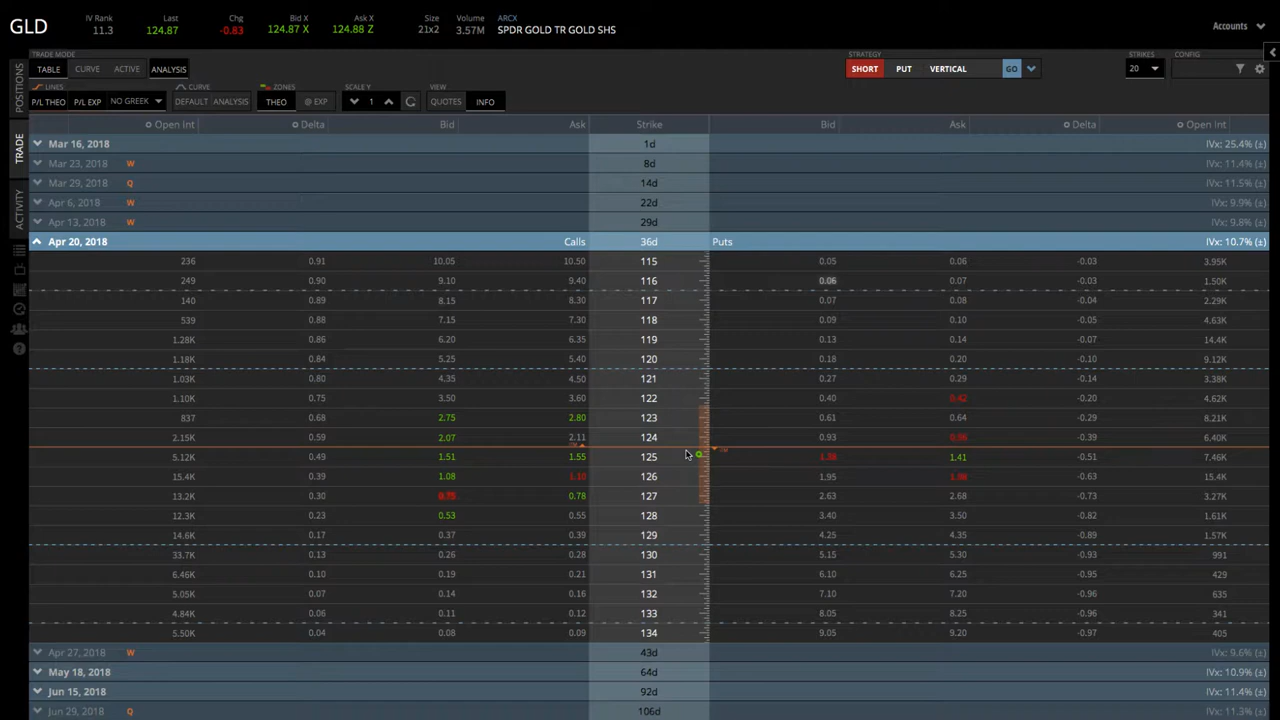 GLD
IV Rank Last Chg Bid X Ask X Size Volume ARCX
11.3 124.87 -0.83 124.87 X 124.88 Z 21x2 3.57M SPDR GOLD TR GOLD SHS
Accounts
TRADE MODE STRATEGY STRIKES CONFIG
TABLE CURVE ACTIVE ANALYSIS SHORT PUT VERTICAL GO 20
LINES CURVE ZONES SCALE Y VIEW
P/L THEO P/L EXP NO GREEK DEFAULT ANALYSIS THEO @ EXP 1 QUOTES INFO
POSITIONS
TRADE
ACTIVITY
Open Int Delta Bid Ask Strike Bid Ask Delta Open Int
Mar 16, 2018 1d IVx: 25.4% (±)
Mar 23, 2018 W 8d IVx: 11.4% (±)
Mar 29, 2018 Q 14d IVx: 11.5% (±)
Apr 6, 2018 W 22d IVx: 9.9% (±)
Apr 13, 2018 W 29d IVx: 9.8% (±)
Apr 20, 2018 Calls 36d Puts IVx: 10.7% (±)
236 0.91 10.05 10.50 115 0.05 0.06 -0.03 3.95K
249 0.90 9.10 9.40 116 0.06 0.07 -0.03 1.50K
140 0.89 8.15 8.30 117 0.07 0.08 -0.04 2.29K
539 0.88 7.15 7.30 118 0.09 0.10 -0.05 4.63K
1.28K 0.86 6.20 6.35 119 0.13 0.14 -0.07 14.4K
1.18K 0.84 5.25 5.40 120 0.18 0.20 -0.10 9.12K
1.03K 0.80 4.35 4.50 121 0.27 0.29 -0.14 3.38K
1.10K 0.75 3.50 3.60 122 0.40 0.42 -0.20 4.62K
837 0.68 2.75 2.80 123 0.61 0.64 -0.29 8.21K
2.15K 0.59 2.07 2.11 124 0.93 -0.39 6.40K
5.12K 0.49 1.51 1.55 125 1.41 -0.51 7.46K
15.4K 0.40 1.08 1.10 126 1.95 1.98 -0.63 15.4K
13.2K 0.30 0.75 0.78 127 2.63 2.68 -0.73 3.27K
12.3K 0.23 0.53 0.55 128 3.40 3.50 -0.82 1.61K
14.6K 0.17 0.37 0.39 129 4.25 4.35 -0.89 1.57K
33.7K 0.13 0.26 0.28 130 5.15 5.30 -0.93 991
6.46K 0.10 0.19 0.21 131 6.10 6.25 -0.95 429
5.05K 0.07 0.14 0.16 132 7.10 7.20 -0.96 635
4.84K 0.06 0.11 0.12 133 8.05 8.25 -0.96 341
5.50K 0.04 0.08 0.09 134 9.05 9.20 -0.97 405
Apr 27, 2018 W 43d IVx: 9.6% (±)
May 18, 2018 64d IVx: 10.9% (±)
Jun 15, 2018 92d IVx: 11.4% (±)
Jun 29, 2018 Q 106d IVx: 11.3% (±)